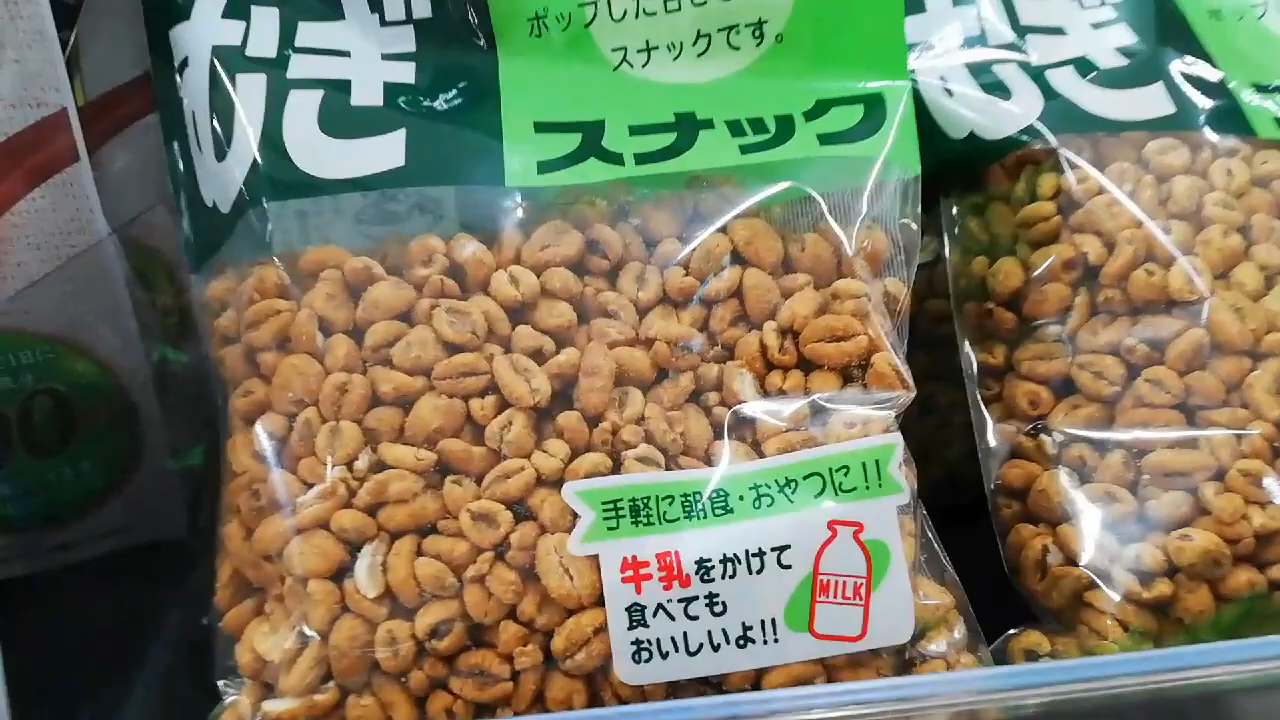 むぎ
スナックです。
スナック
手軽に朝食・おやつに!!
牛乳をかけて
食べても
おいしいよ!!
MILK
むぎ